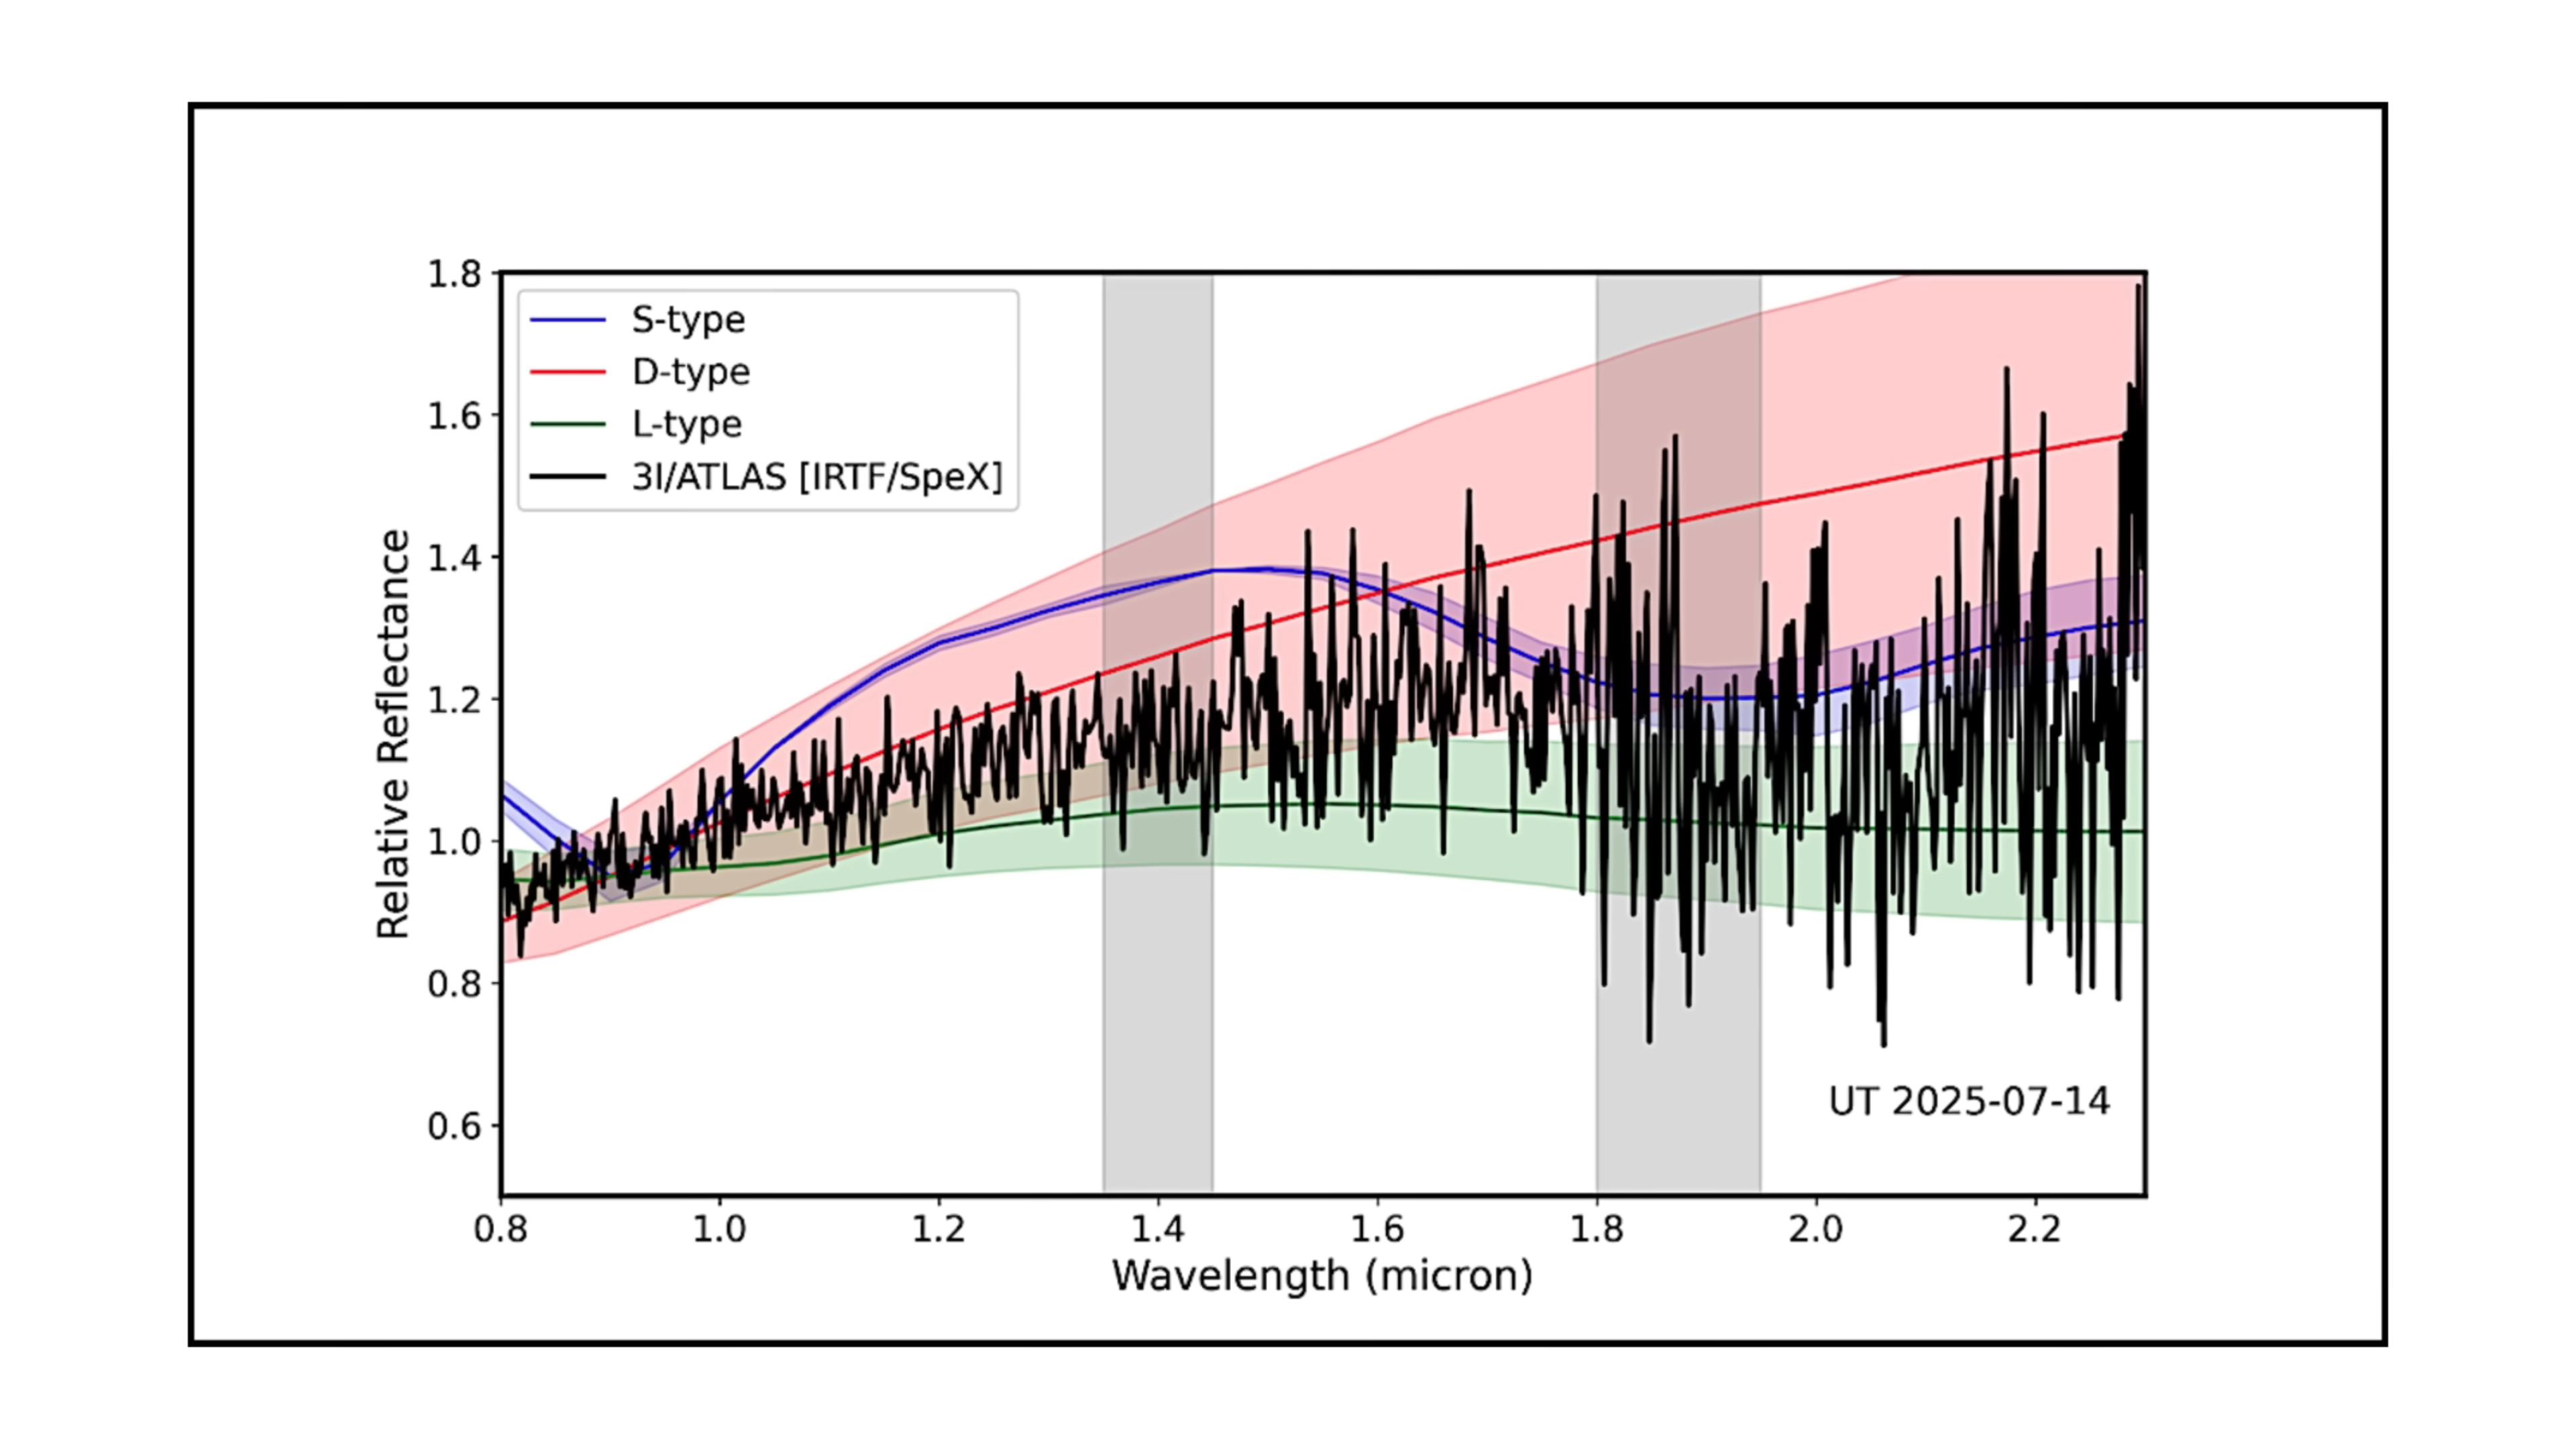 1.8
1.6
1.4
1.2
1.0
0.8
0.6
Relative Reflectance
S-type
D-type
L-type
3I/ATLAS [IRTF/SpeX]
UT 2025-07-14
0.8 1.0 1.2 1.4 1.6 1.8 2.0 2.2
Wavelength (micron)